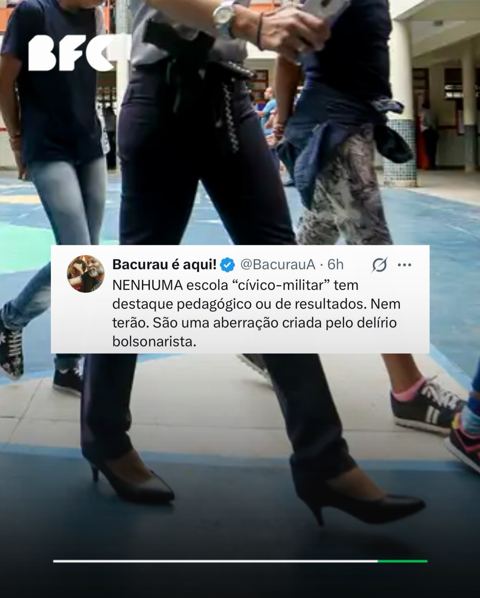 BFC
Bacurau é aqui! @BacurauA · 6h
NENHUMA escola “cívico-militar” tem
destaque pedagógico ou de resultados. Nem
terão. São uma aberração criada pelo delírio
bolsonarista.